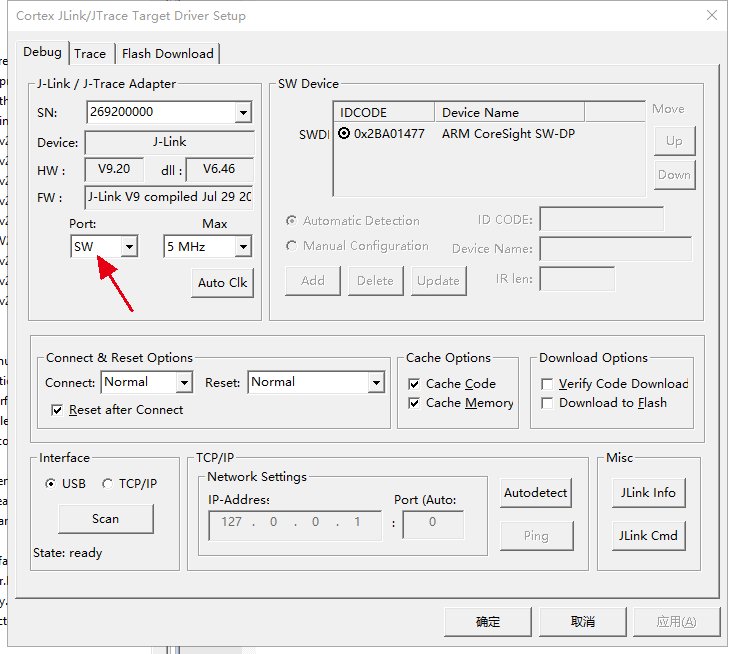 Cortex JLink/JTrace Target Driver Setup
Debug Trace Flash Download
J-Link / J-Trace Adapter
SN: 269200000
Device: J-Link
HW : V9.20 dll : V6.46
FW : J-Link V9 compiled Jul 29 20
Port: Max
SW 5 MHz
Auto Clk
SW Device
IDCODE Device Name
SWDI 0x2BA01477 ARM CoreSight SW-DP
Move
Up
Down
Automatic Detection ID CODE:
Manual Configuration Device Name:
Add Delete Update IR len:
Connect & Reset Options
Connect: Normal Reset: Normal
Reset after Connect
Cache Options
Cache Code
Cache Memory
Download Options
Verify Code Download
Download to Flash
Interface
USB TCP/IP
Scan
State: ready
TCP/IP
Network Settings
IP-Address Port (Auto:
127 . 0 . 0 . 1 : 0
Autodetect
Ping
Misc
JLink Info
JLink Cmd
确定 取消 应用(A)